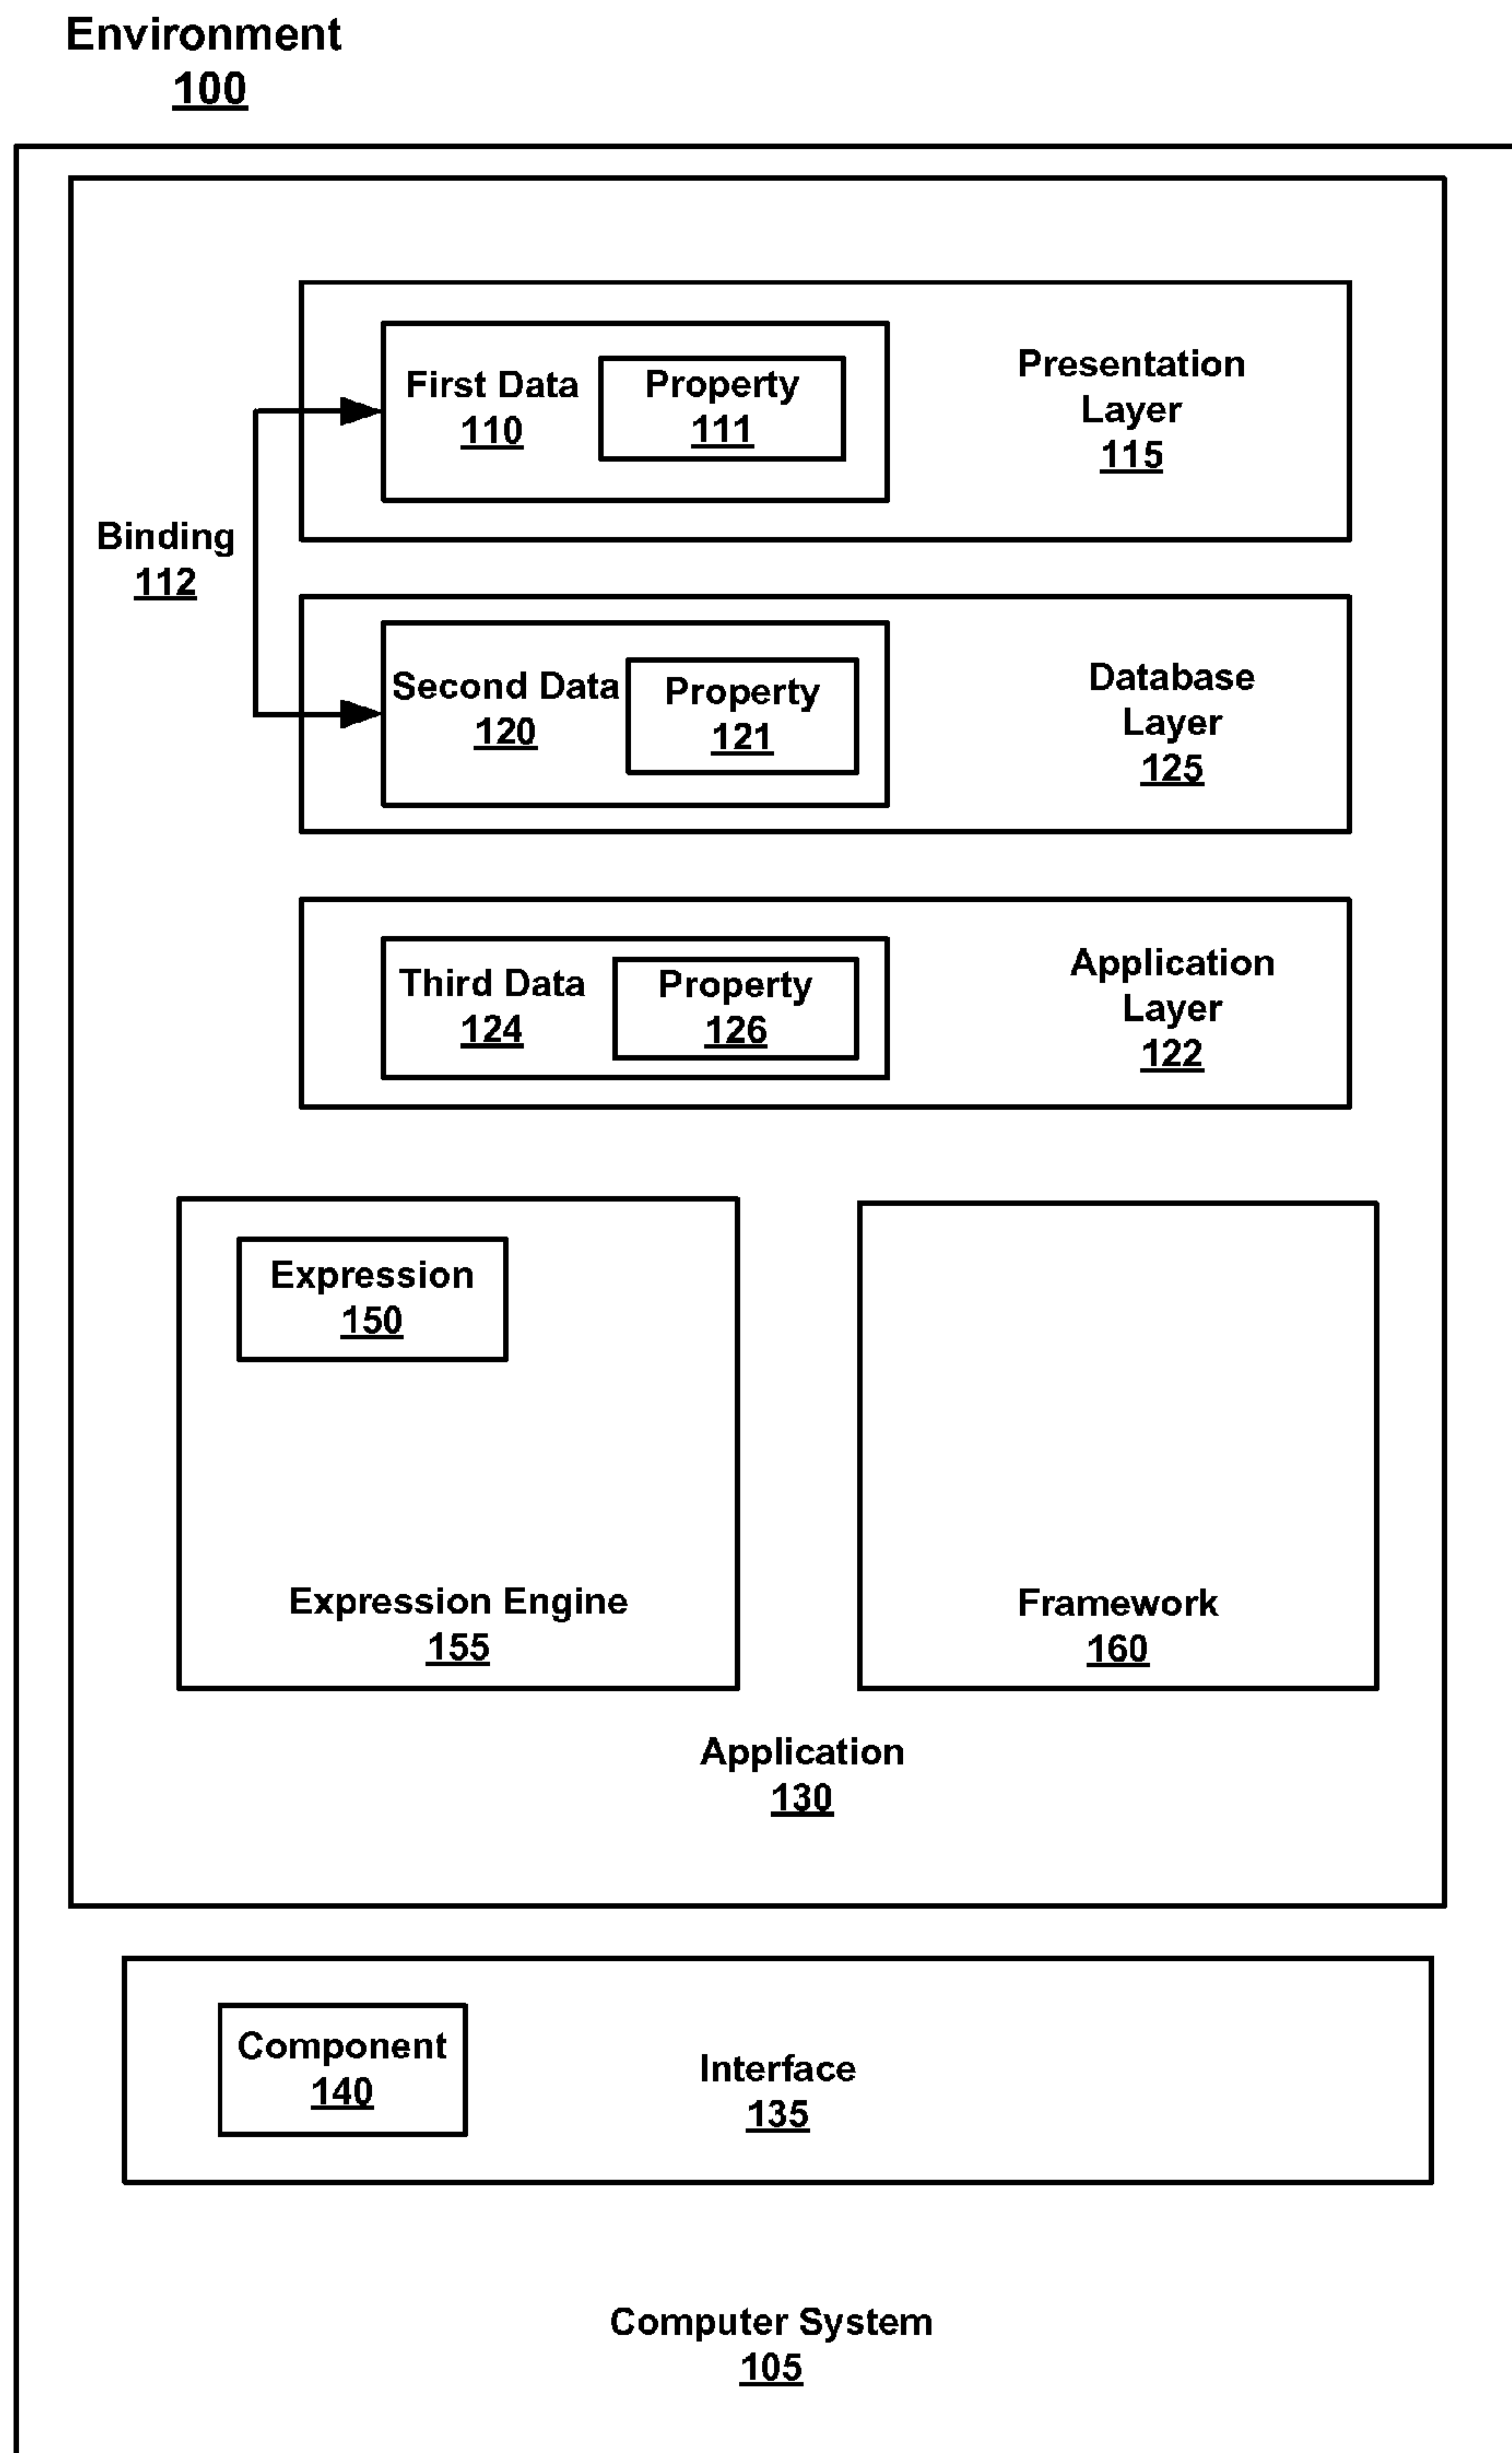 Environment
100
First Data
110
Property
111
Presentation
Layer
115
Binding
112
Second Data
120
Property
121
Database
Layer
125
Third Data
124
Property
126
Application
Layer
122
Expression
150
Expression Engine
155
Framework
160
Application
130
Component
140
Interface
135
Computer System
105